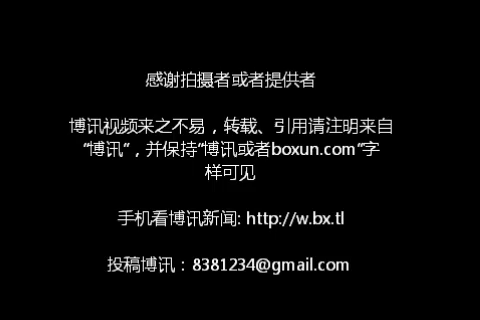 感谢拍摄者或者提供者
博讯视频来之不易，转载、引用请注明来自
“博讯”，并保持“博讯或者boxun.com”字
样可见
手机看博讯新闻: http://w.bx.tl
投稿博讯：8381234@gmail.com